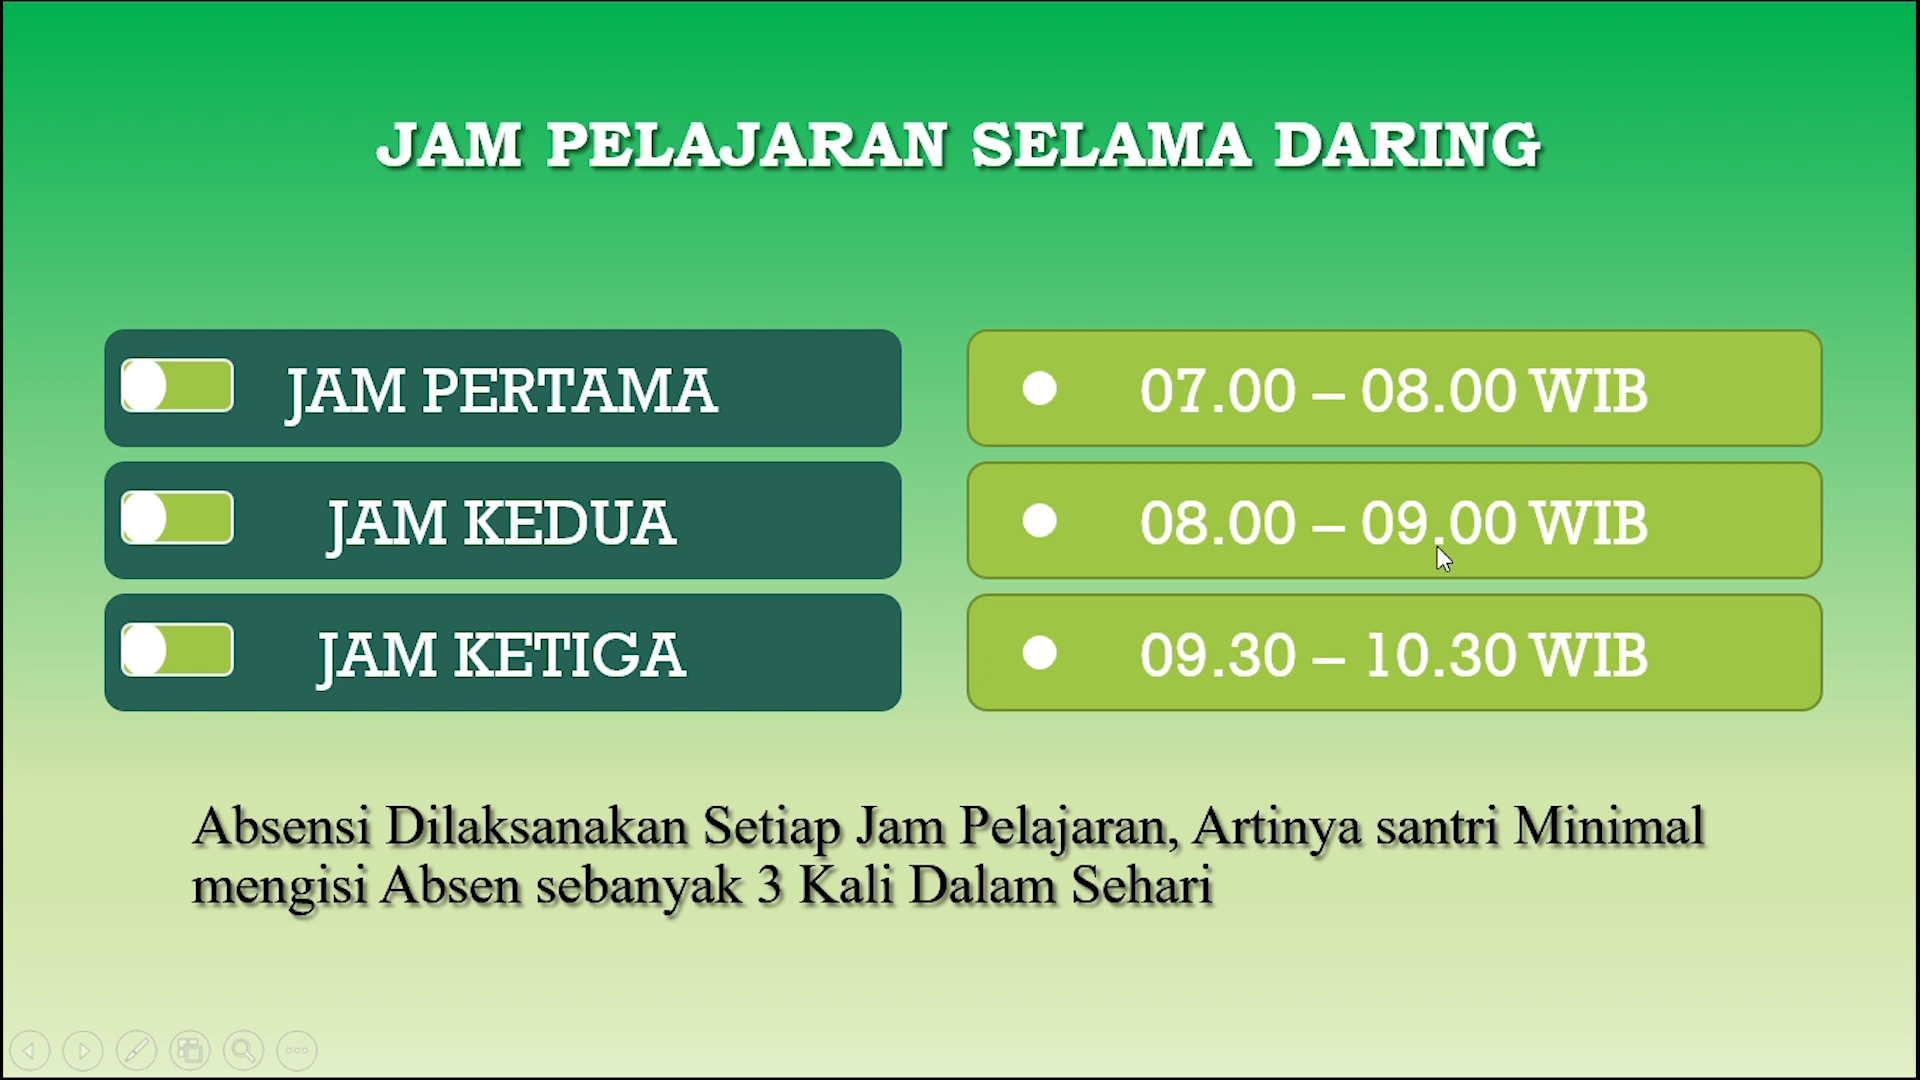 JAM PELAJARAN SELAMA DARING
JAM PERTAMA
07.00 – 08.00 WIB
JAM KEDUA
08.00 – 09.00 WIB
JAM KETIGA
09.30 – 10.30 WIB
Absensi Dilaksanakan Setiap Jam Pelajaran, Artinya santri Minimal
mengisi Absen sebanyak 3 Kali Dalam Sehari